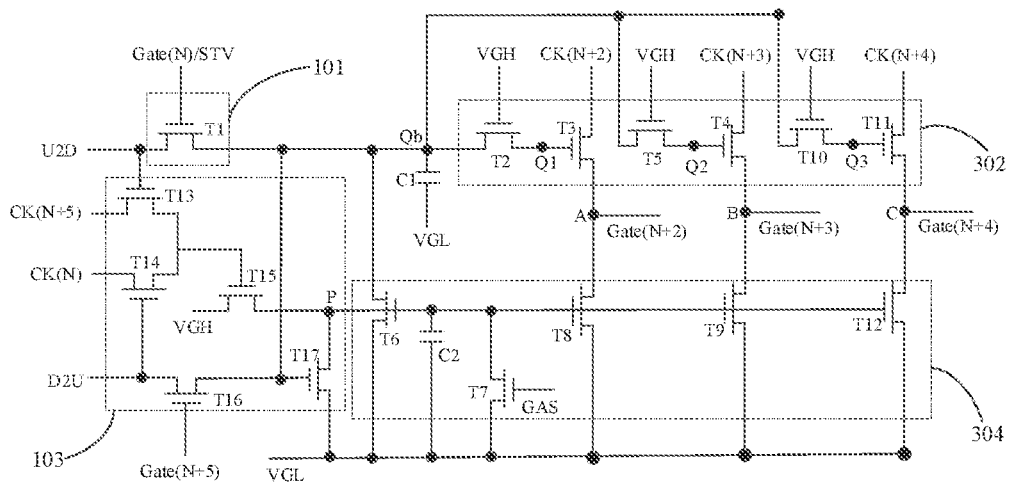 Gate(N)/STV
101
VGH
CK(N+2)
VGH
CK(N+3)
VGH
CK(N+4)
T1
Qb
T3
T4
T11
U2D
T2
Q1
T5
Q2
T10
Q3
302
C1
T13
CK(N+5)
VGL
A
Gate(N+2)
B
Gate(N+3)
C
Gate(N+4)
T14
CK(N)
T15
P
VGH
T6
C2
T8
T9
T12
T17
D2U
T16
T7
GAS
103
Gate(N+5)
VGL
304